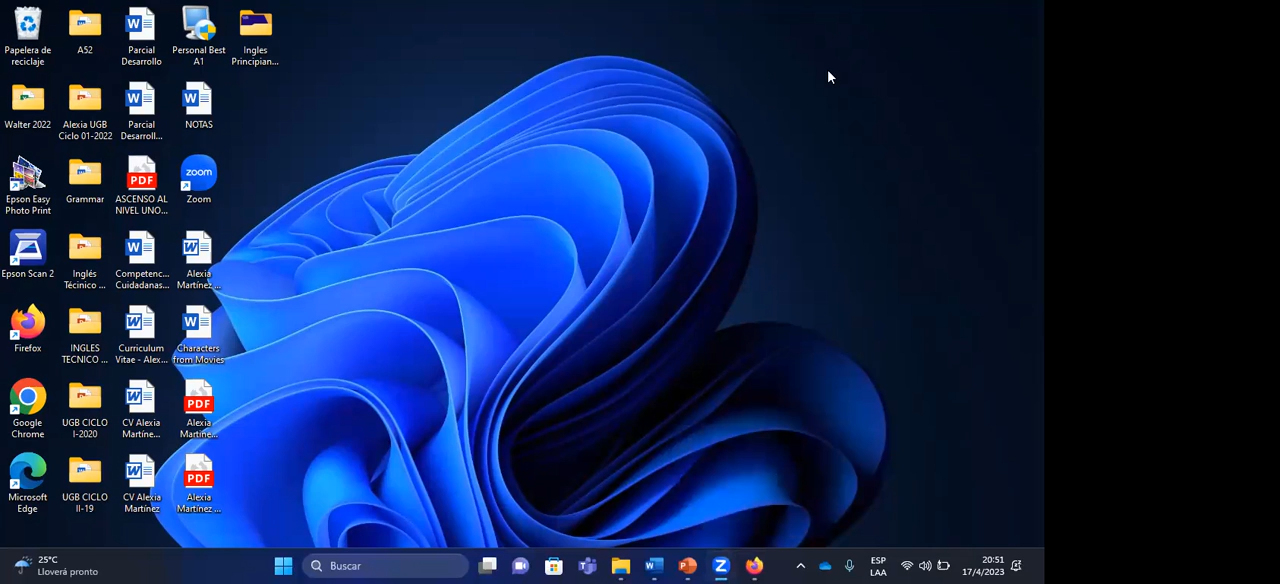 Papelera de
reciclaje
A52
Parcial
Desarrollo
Personal Best
A1
Ingles
Principian...
Walter 2022
Alexia UGB
Ciclo 01-2022
Parcial
Desarroll...
NOTAS
Epson Easy
Photo Print
Grammar
PDF
ASCENSO AL
NIVEL UNO...
zoom
Zoom
Epson Scan 2
Inglés
Técnico ...
Competenc...
Cuidadanas...
Alexia
Martínez ...
Firefox
INGLES
TECNICO ...
Curriculum
Vitae - Alex...
Characters
from Movies
Google
Chrome
UGB CICLO
I-2020
CV Alexia
Martíne...
PDF
Alexia
Martíne...
Microsoft
Edge
UGB CICLO
II-19
CV Alexia
Martínez
PDF
Alexia
Martínez ...
25°C
Lloverá pronto
Buscar
ESP
LAA
20:51
17/4/2023